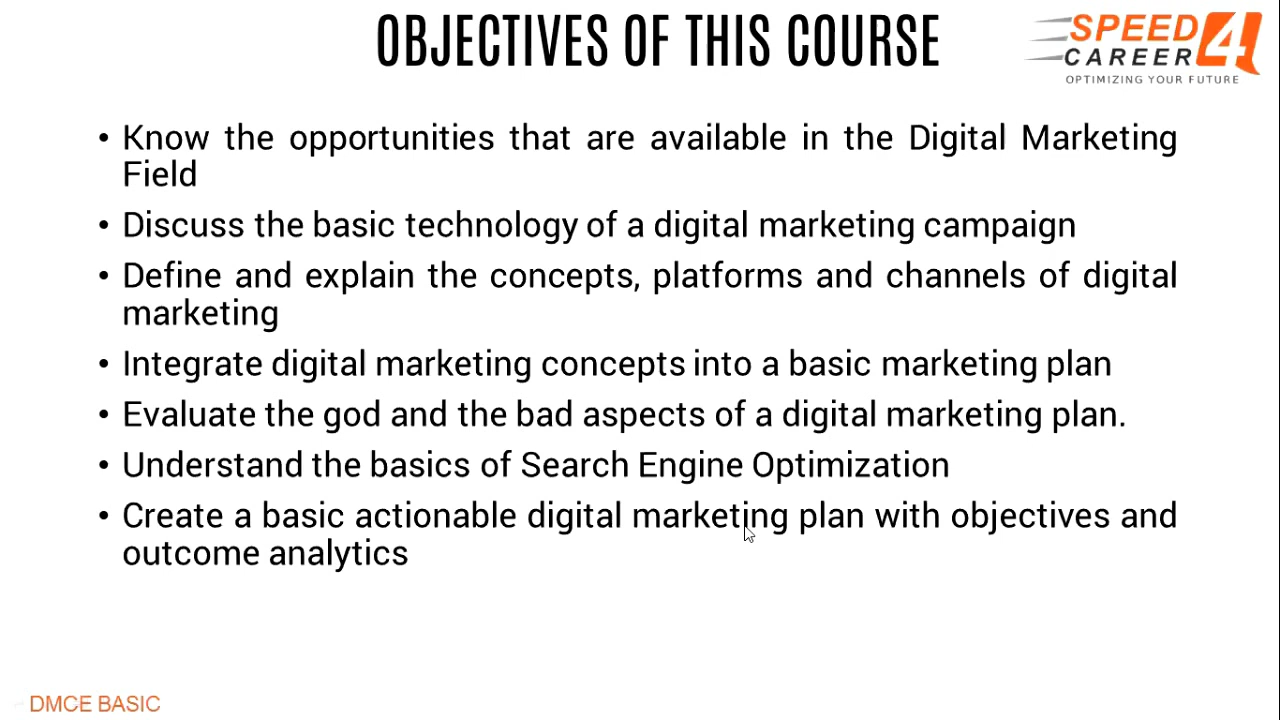 OBJECTIVES OF THIS COURSE
SPEED
4
CAREER
OPTIMIZING YOUR FUTURE
• Know the opportunities that are available in the Digital Marketing
Field
• Discuss the basic technology of a digital marketing campaign
• Define and explain the concepts, platforms and channels of digital
marketing
• Integrate digital marketing concepts into a basic marketing plan
• Evaluate the god and the bad aspects of a digital marketing plan.
• Understand the basics of Search Engine Optimization
• Create a basic actionable digital marketing plan with objectives and
outcome analytics
DMCE BASIC